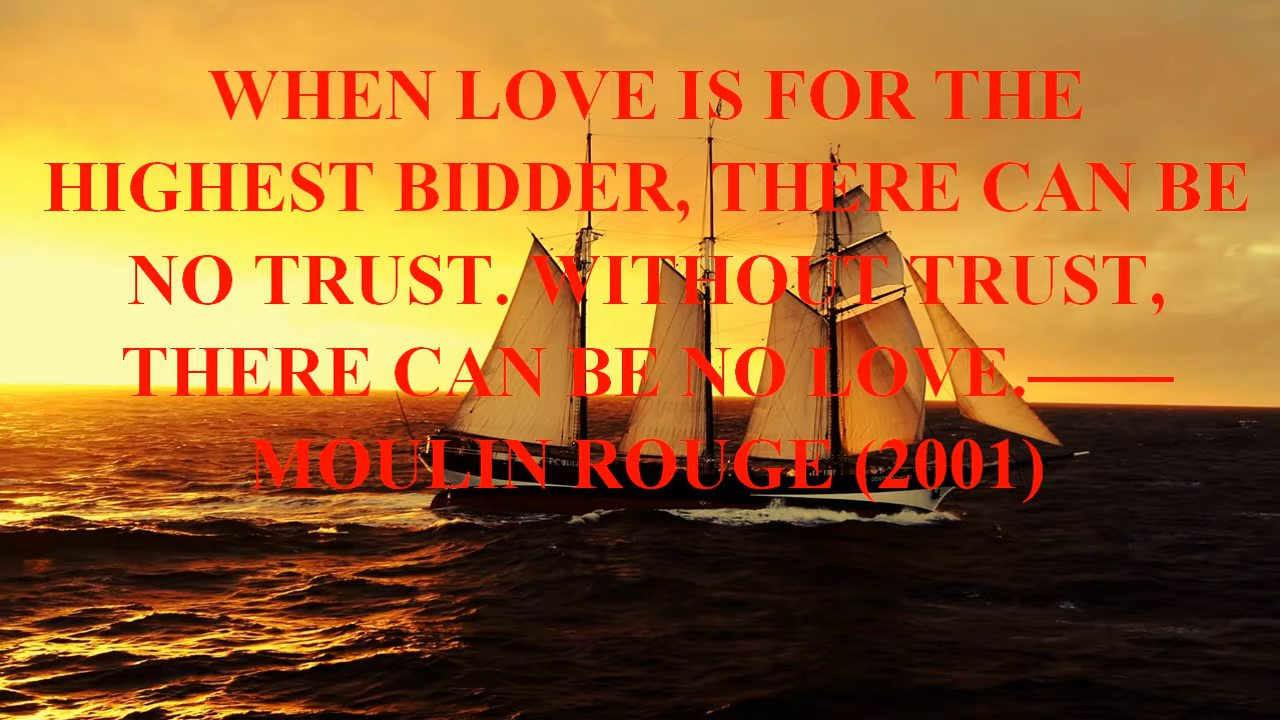 WHEN LOVE IS FOR THE
HIGHEST BIDDER, THERE CAN BE
NO TRUST. WITHOUT TRUST,
THERE CAN BE NO LOVE.——
MOULIN ROUGE (2001)